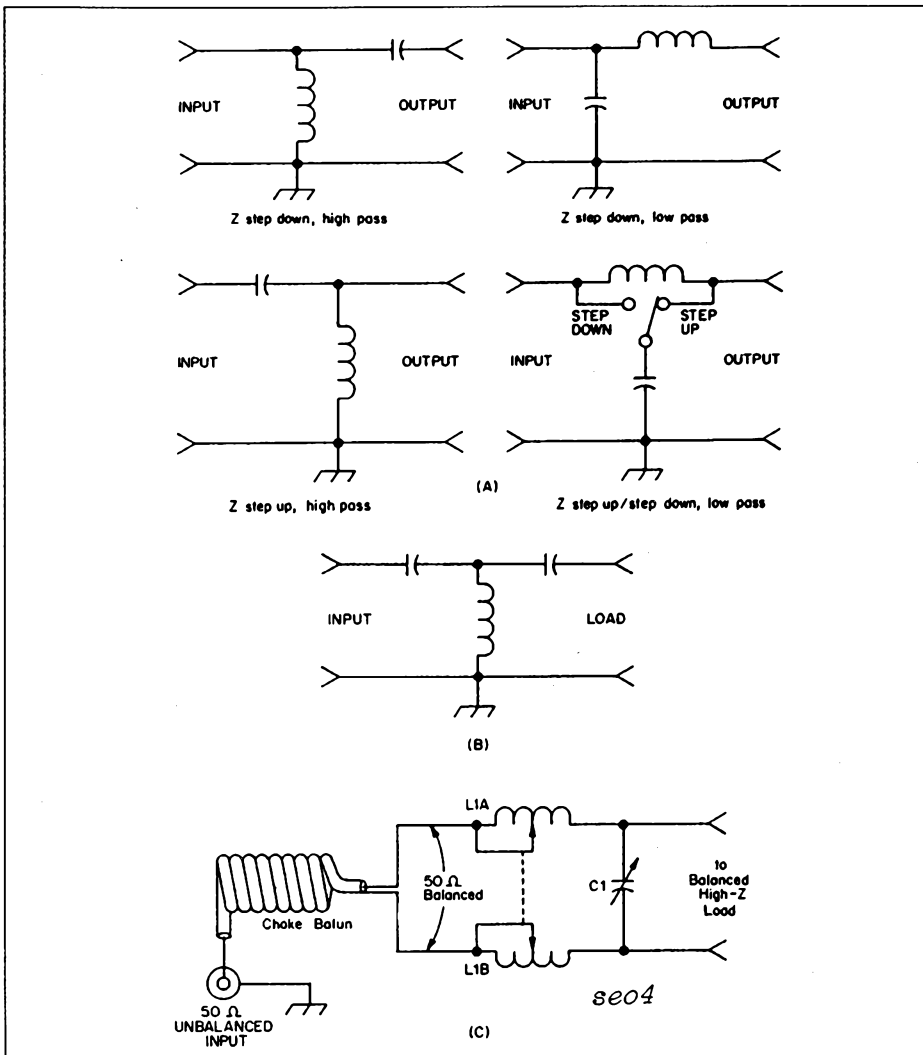 INPUT
OUTPUT
Z step down, high pass
INPUT
OUTPUT
Z step down, low pass
INPUT
OUTPUT
Z step up, high pass
STEP
DOWN
STEP
UP
INPUT
OUTPUT
Z step up/step down, low pass
(A)
INPUT
LOAD
(B)
Choke Balun
50 Ω
UNBALANCED
INPUT
50 Ω
Balanced
L1A
L1B
C1
to
Balanced
High-Z
Load
se04
(C)